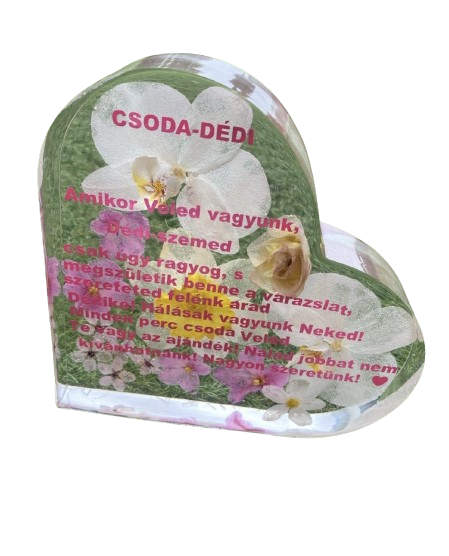 CSODA-DÉDI
Amikor Veled vagyunk,
Dédi szemed
csak úgy ragyog, s
megszületik benne a varázslat,
szereteted felénk árad
Dédike! Hálásak vagyunk Neked!
Minden perc csoda Veled
Te vagy az ajándék! Nálad jobbat nem
kívánhatnánk! Nagyon szeretünk! ❤